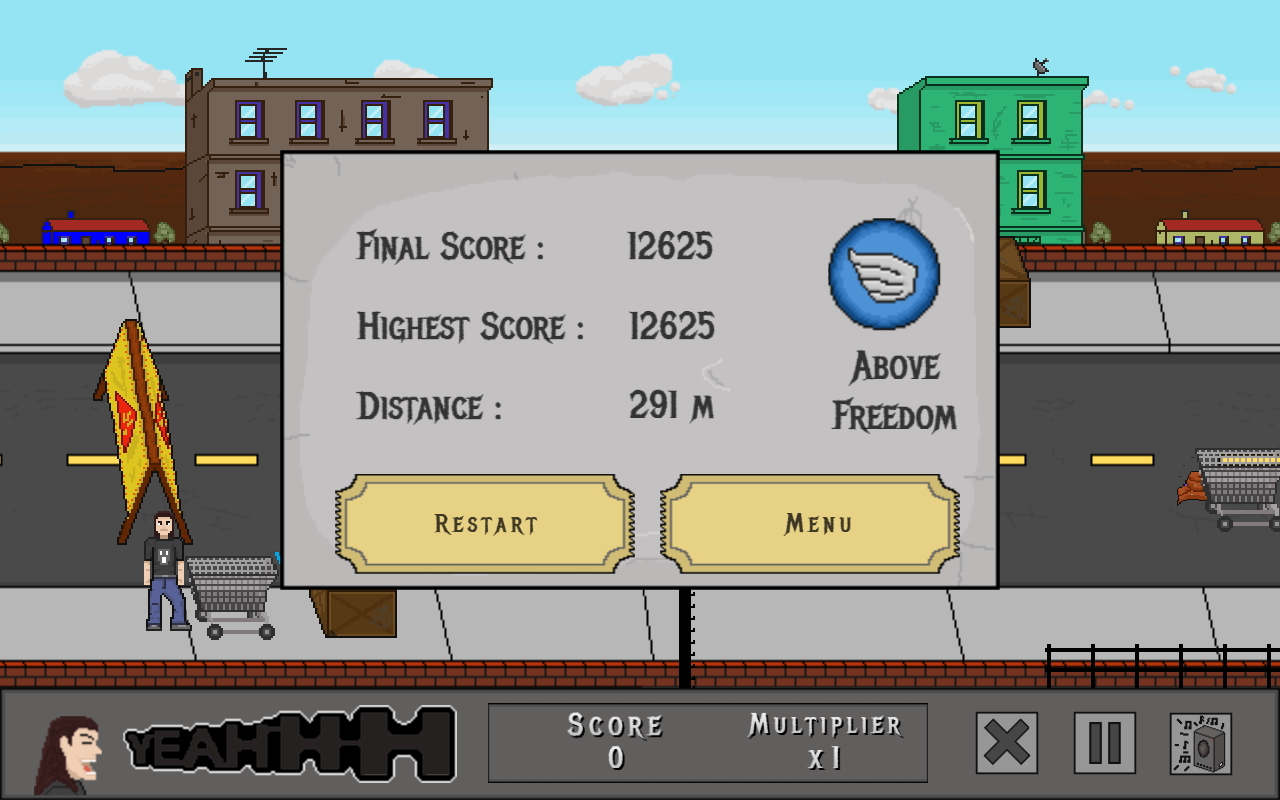 Final Score : 12625
Highest Score : 12625
Distance : 291 m
Above
Freedom
Restart
Menu
YEAHHHH
Score
0
Multiplier
x1